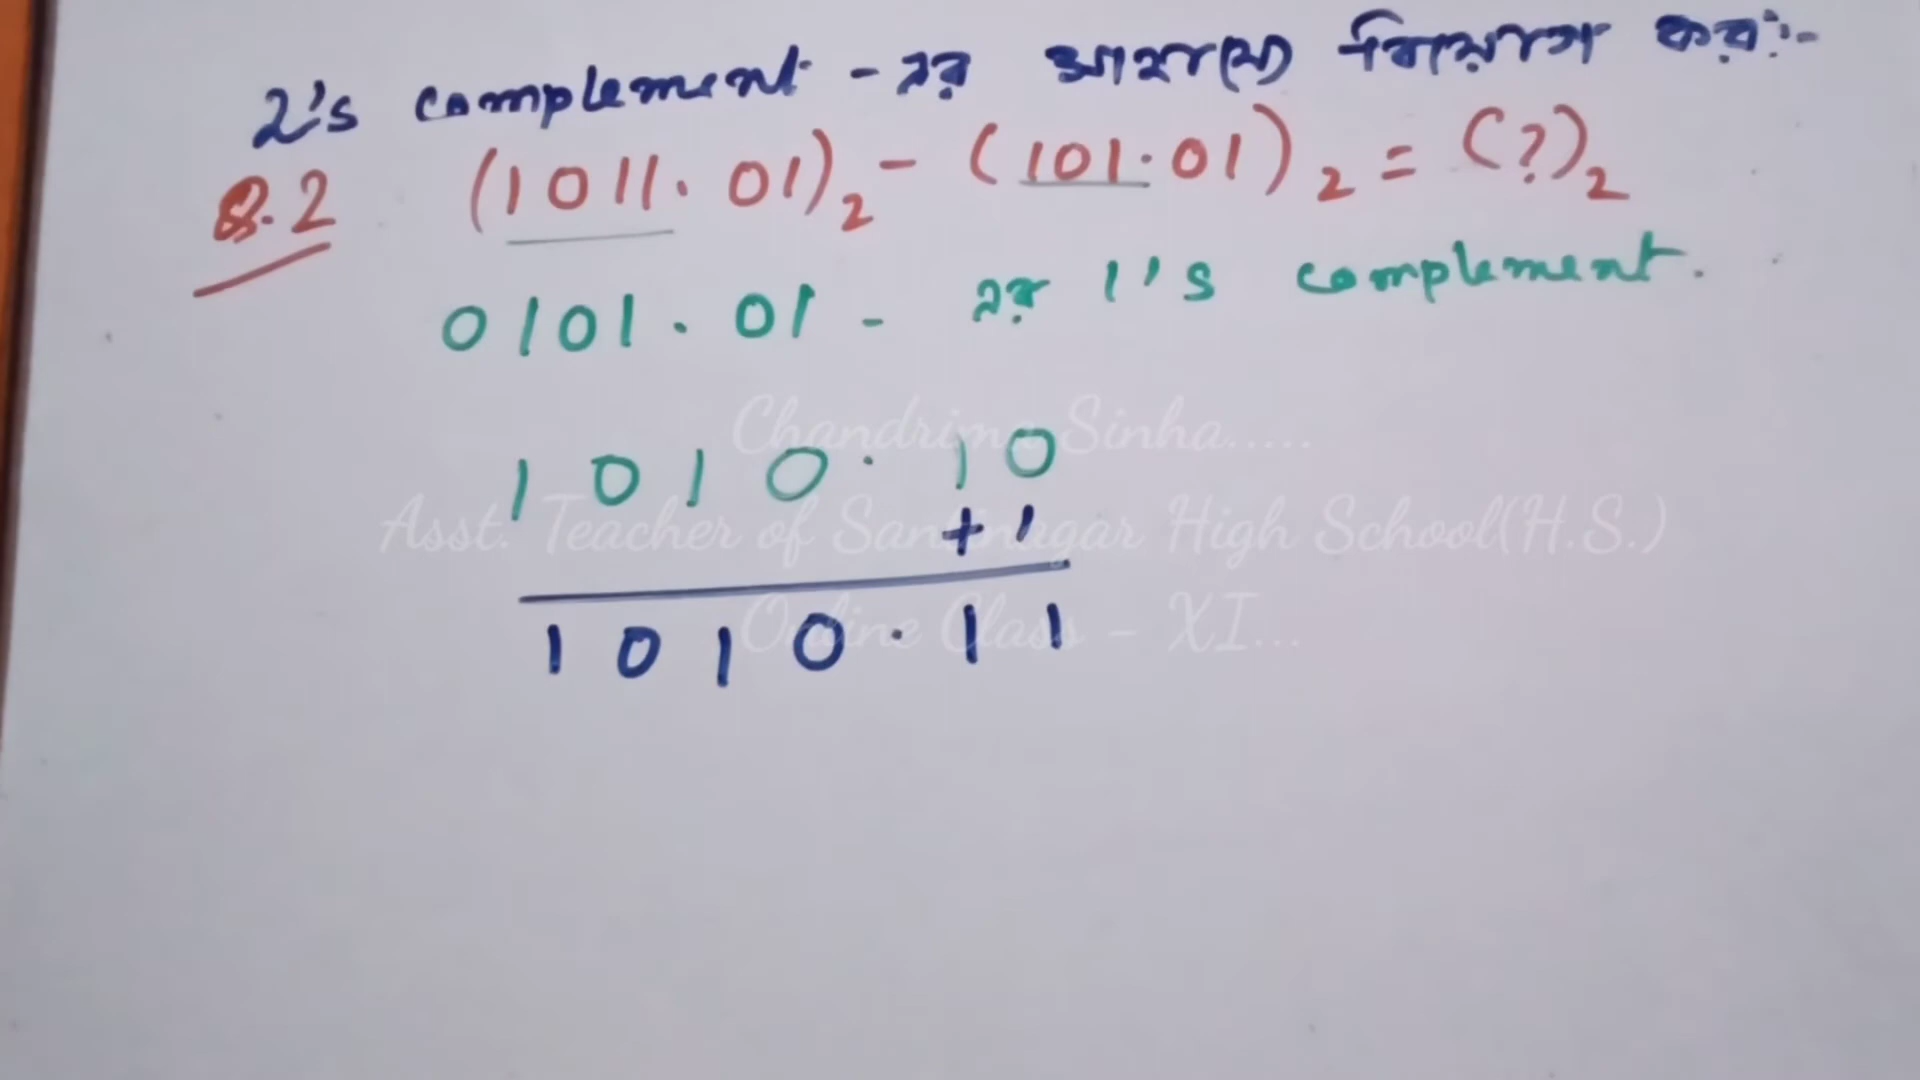 2's complement - এর সাহায্যে বিয়োগ কর :-
Q.2 (1011.01)₂ - (101.01)₂ = (?)₂
0101.01 - এর 1's complement.
1010.10
+1
1010.11
Chandrima Sinha.....
Asst. Teacher of Santinagar High School(H.S.)
Online Class - XI...